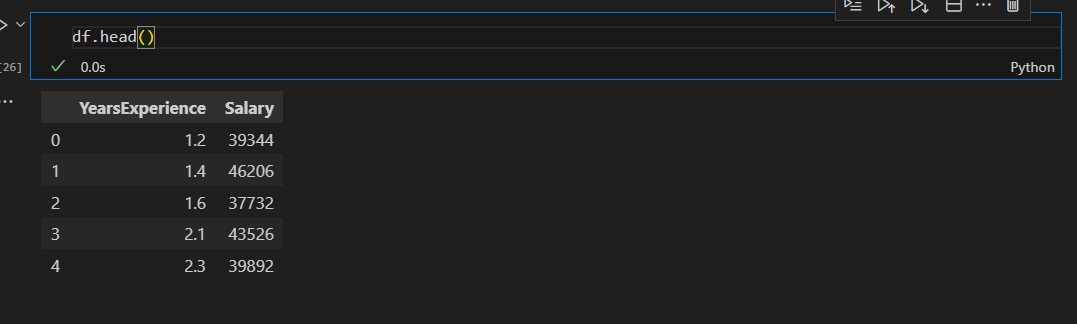 df.head()
[26]
0.0s
Python
YearsExperience Salary
0 1.2 39344
1 1.4 46206
2 1.6 37732
3 2.1 43526
4 2.3 39892